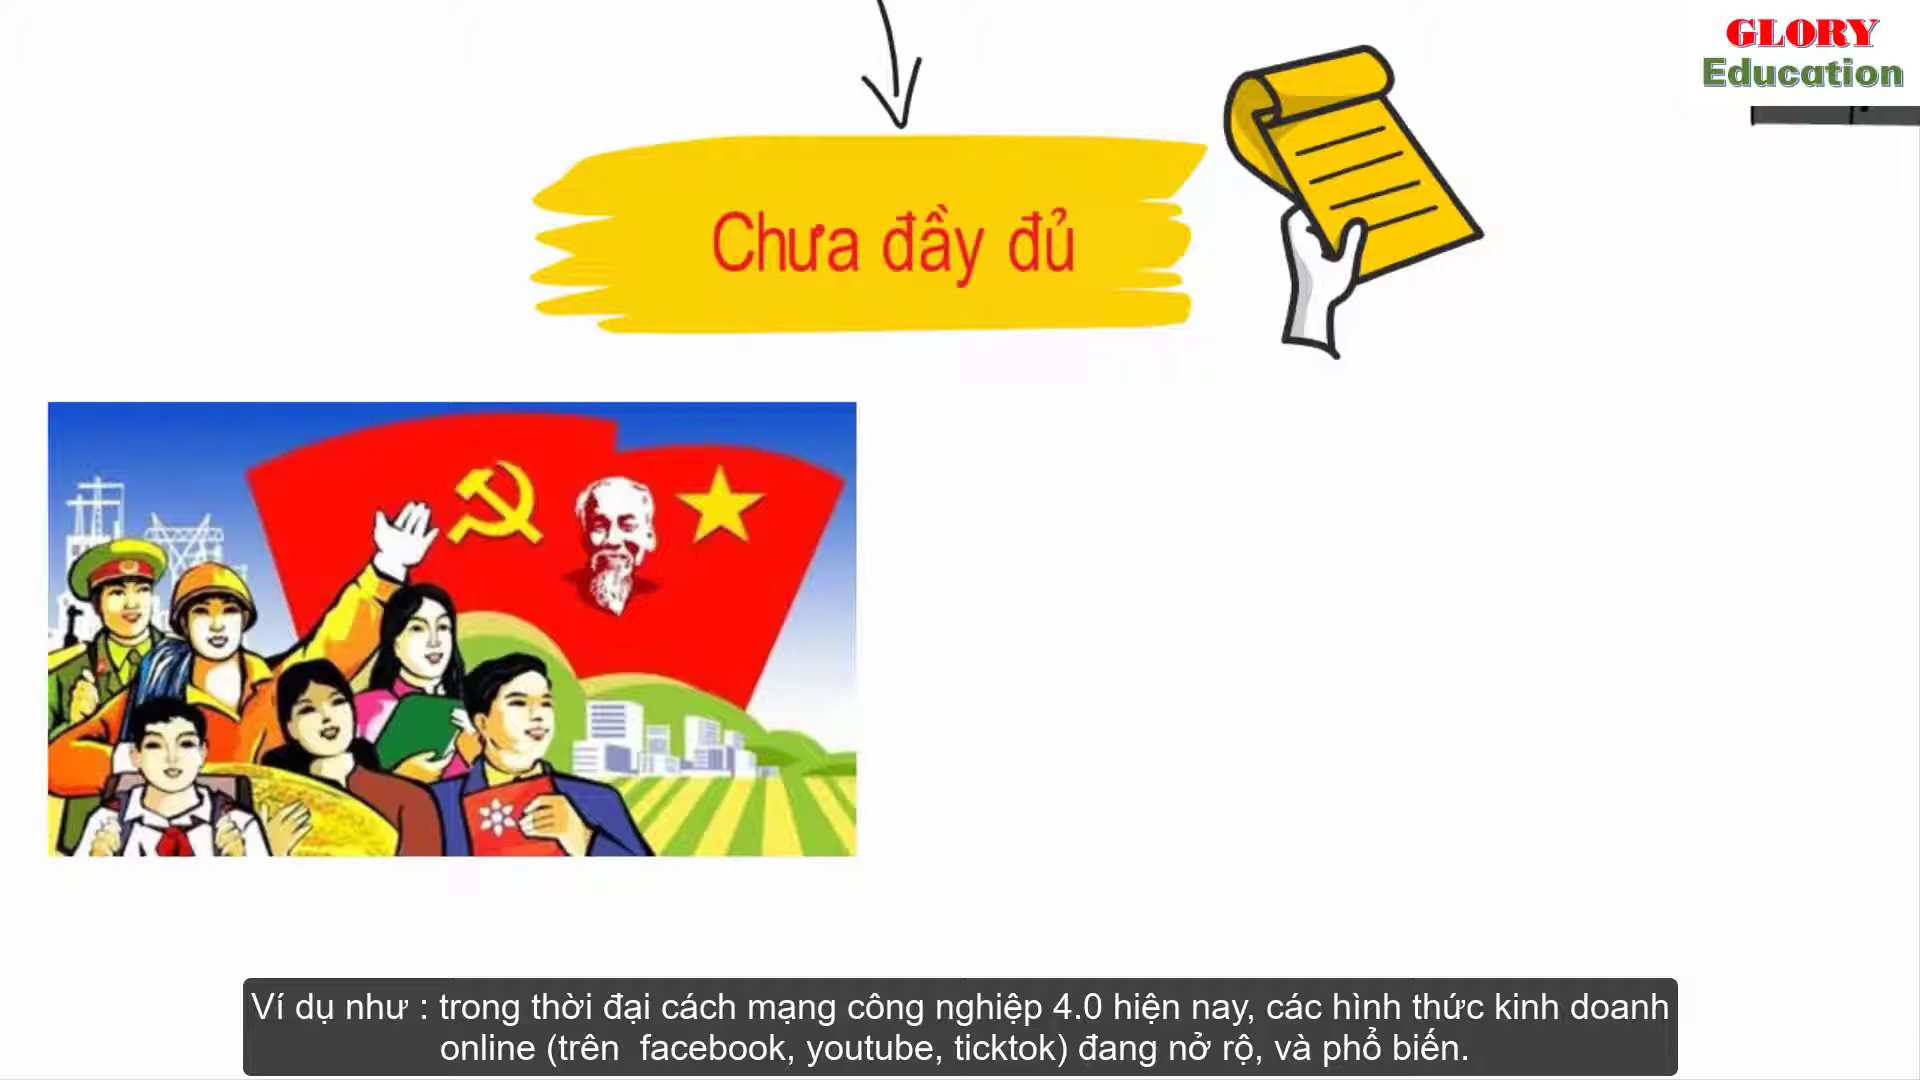 GLORY
Education
Chưa đầy đủ
Ví dụ như : trong thời đại cách mạng công nghiệp 4.0 hiện nay, các hình thức kinh doanh
online (trên  facebook, youtube, ticktok) đang nở rộ, và phổ biến.